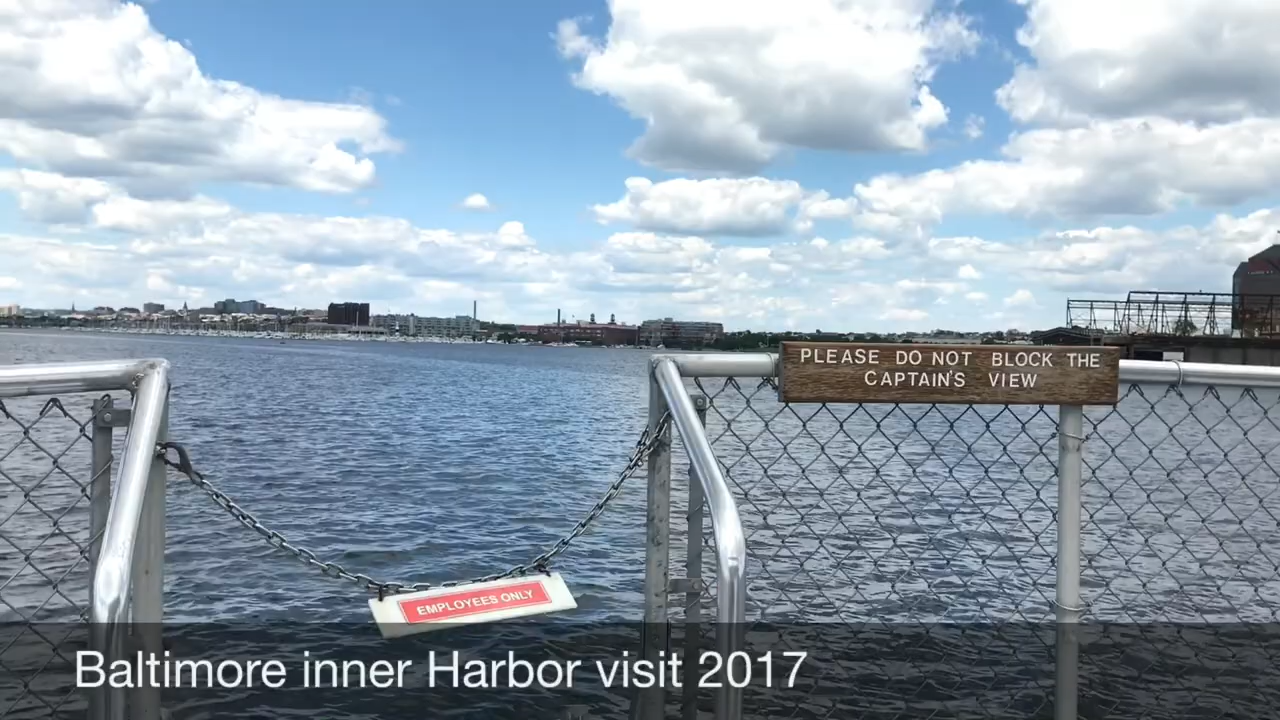 PLEASE DO NOT BLOCK THE
CAPTAIN'S VIEW
EMPLOYEES ONLY
Baltimore inner Harbor visit 2017